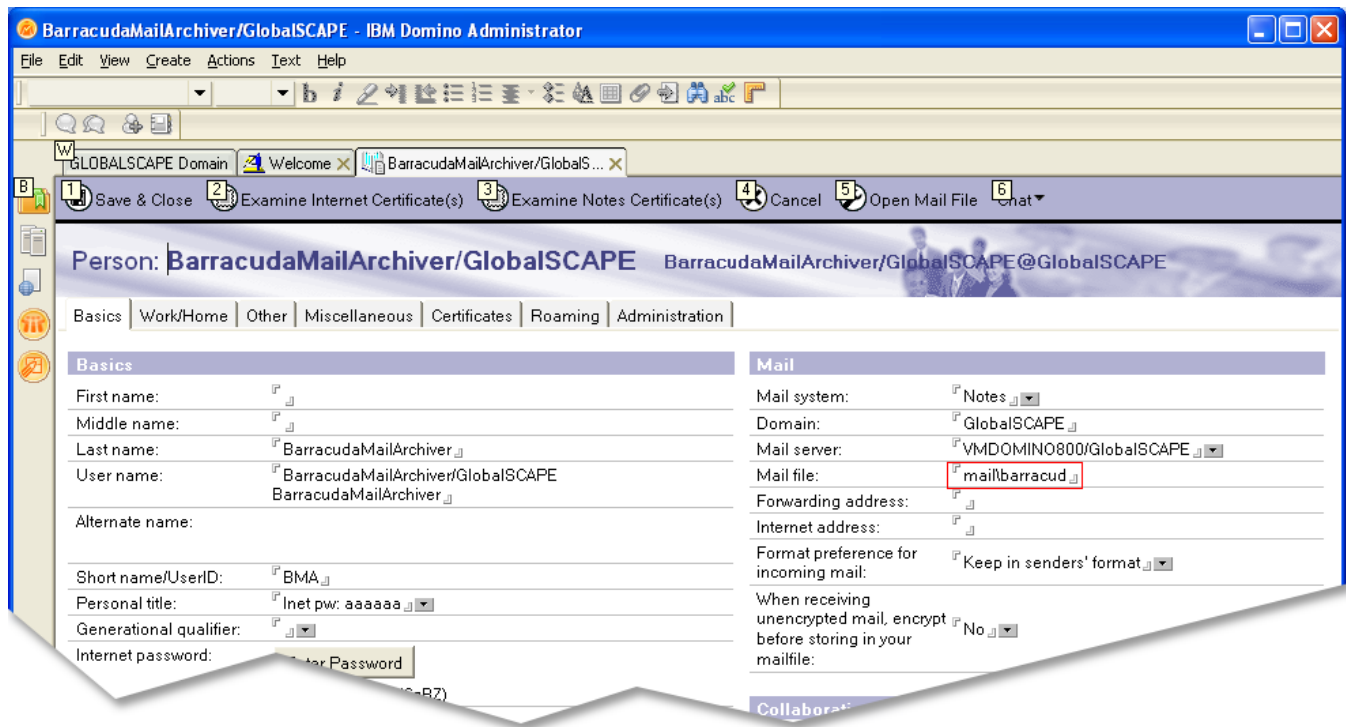 BarracudaMailArchiver/GlobalSCAPE - IBM Domino Administrator
File Edit View Create Actions Text Help
b i abc
W
GLOBALSCAPE Domain Welcome BarracudaMailArchiver/GlobalS...
B 1 Save & Close 2 Examine Internet Certificate(s) 3 Examine Notes Certificate(s) 4 Cancel 5 Open Mail File 6 Chat
Person: BarracudaMailArchiver/GlobalSCAPE BarracudaMailArchiver/GlobalSCAPE@GlobalSCAPE
Basics Work/Home Other Miscellaneous Certificates Roaming Administration
Basics
First name:
Middle name:
Last name: BarracudaMailArchiver
User name: BarracudaMailArchiver/GlobalSCAPE
BarracudaMailArchiver
Alternate name:
Short name/UserID: BMA
Personal title: Inet pw: aaaaaa
Generational qualifier:
Internet password: Enter Password
Mail
Mail system: Notes
Domain: GlobalSCAPE
Mail server: VMDOMINO800/GlobalSCAPE
Mail file: mail\barracud
Forwarding address:
Internet address:
Format preference for
incoming mail: Keep in senders' format
When receiving
unencrypted mail, encrypt
before storing in your
mailfile: No
Collaborati